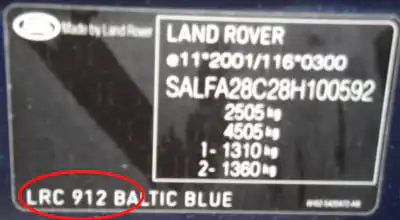 Made by Land Rover
LAND ROVER
e11*2001/116*0300
SALFA28C28H100592
2505 kg
4505 kg
1- 1310 kg
2- 1360 kg
LRC 912 BALTIC BLUE